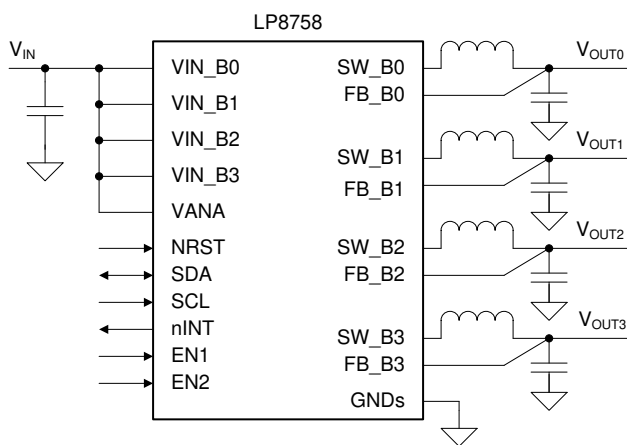 LP8758
VIN
VIN_B0
VIN_B1
VIN_B2
VIN_B3
VANA
NRST
SDA
SCL
nINT
EN1
EN2
SW_B0
FB_B0
SW_B1
FB_B1
SW_B2
FB_B2
SW_B3
FB_B3
GNDs
VOUT0
VOUT1
VOUT2
VOUT3